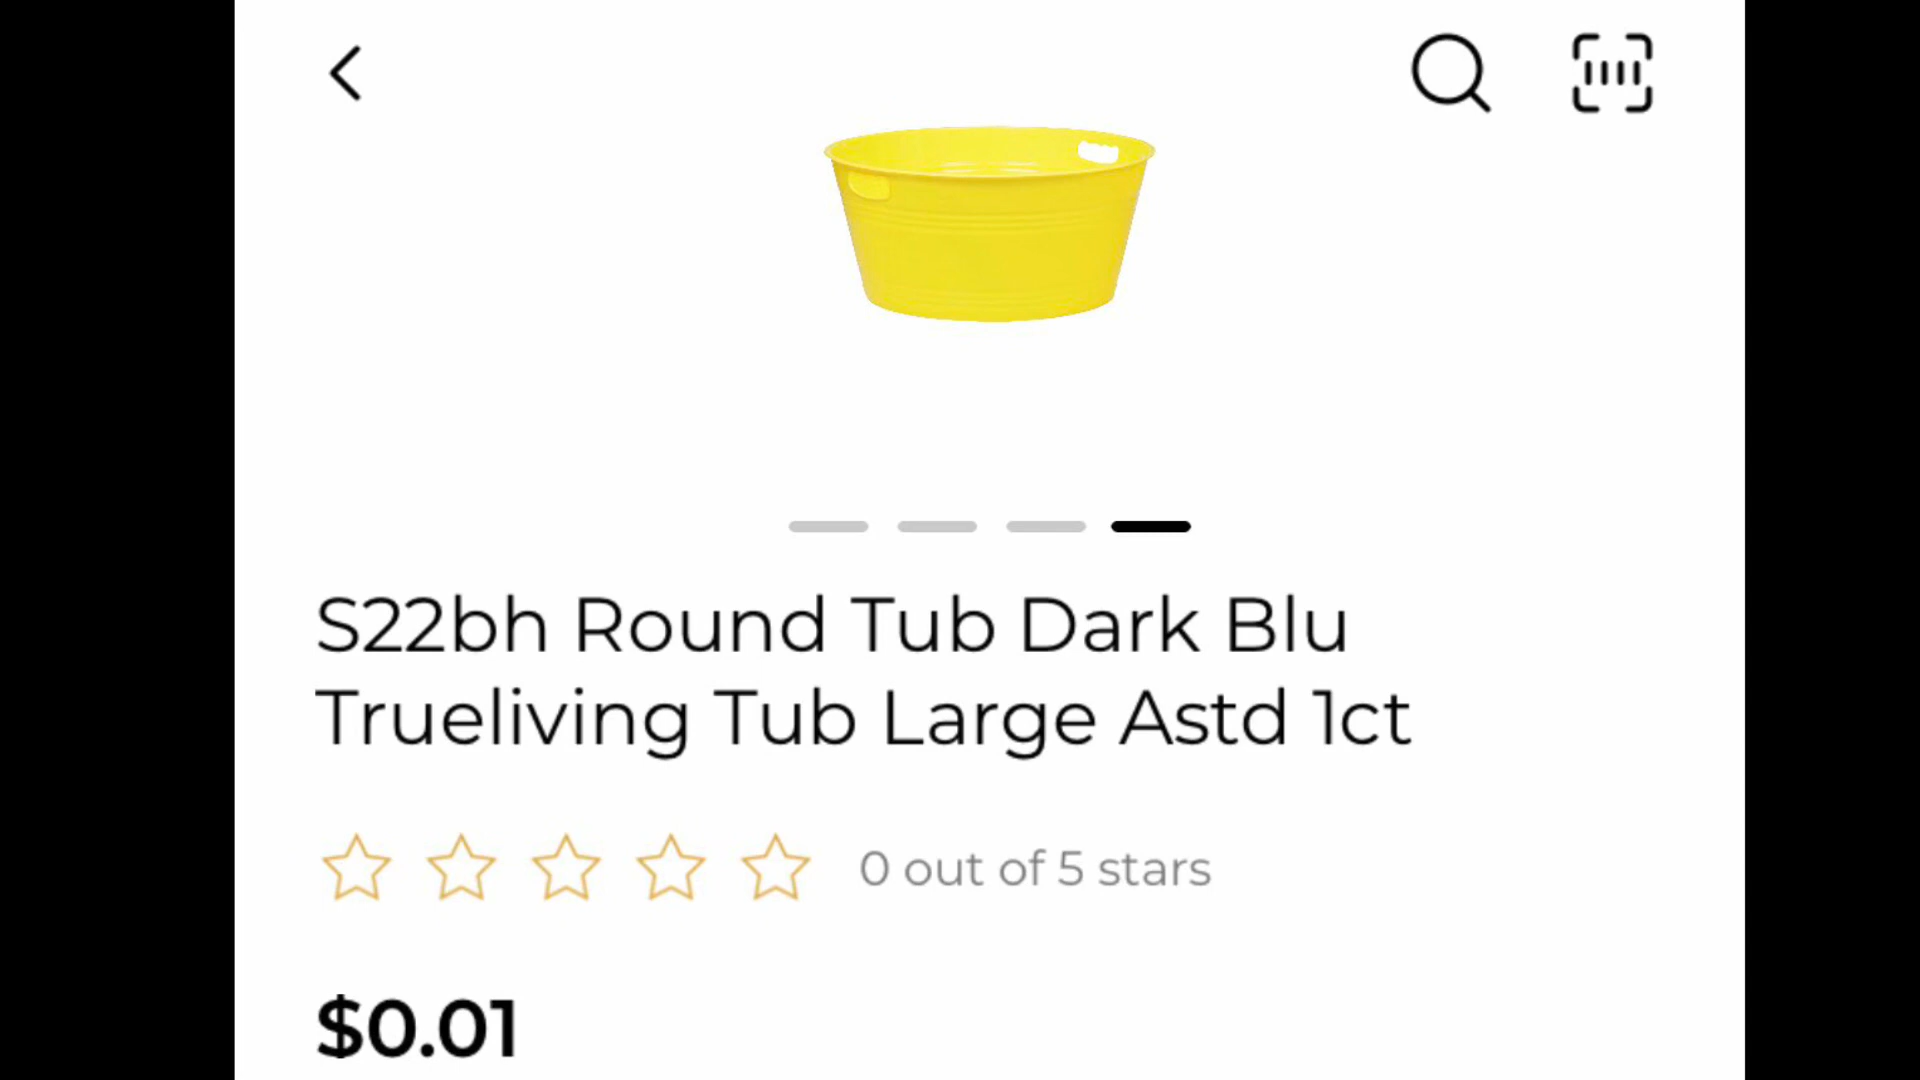 S22bh Round Tub Dark Blu
Trueliving Tub Large Astd 1ct
0 out of 5 stars
$0.01